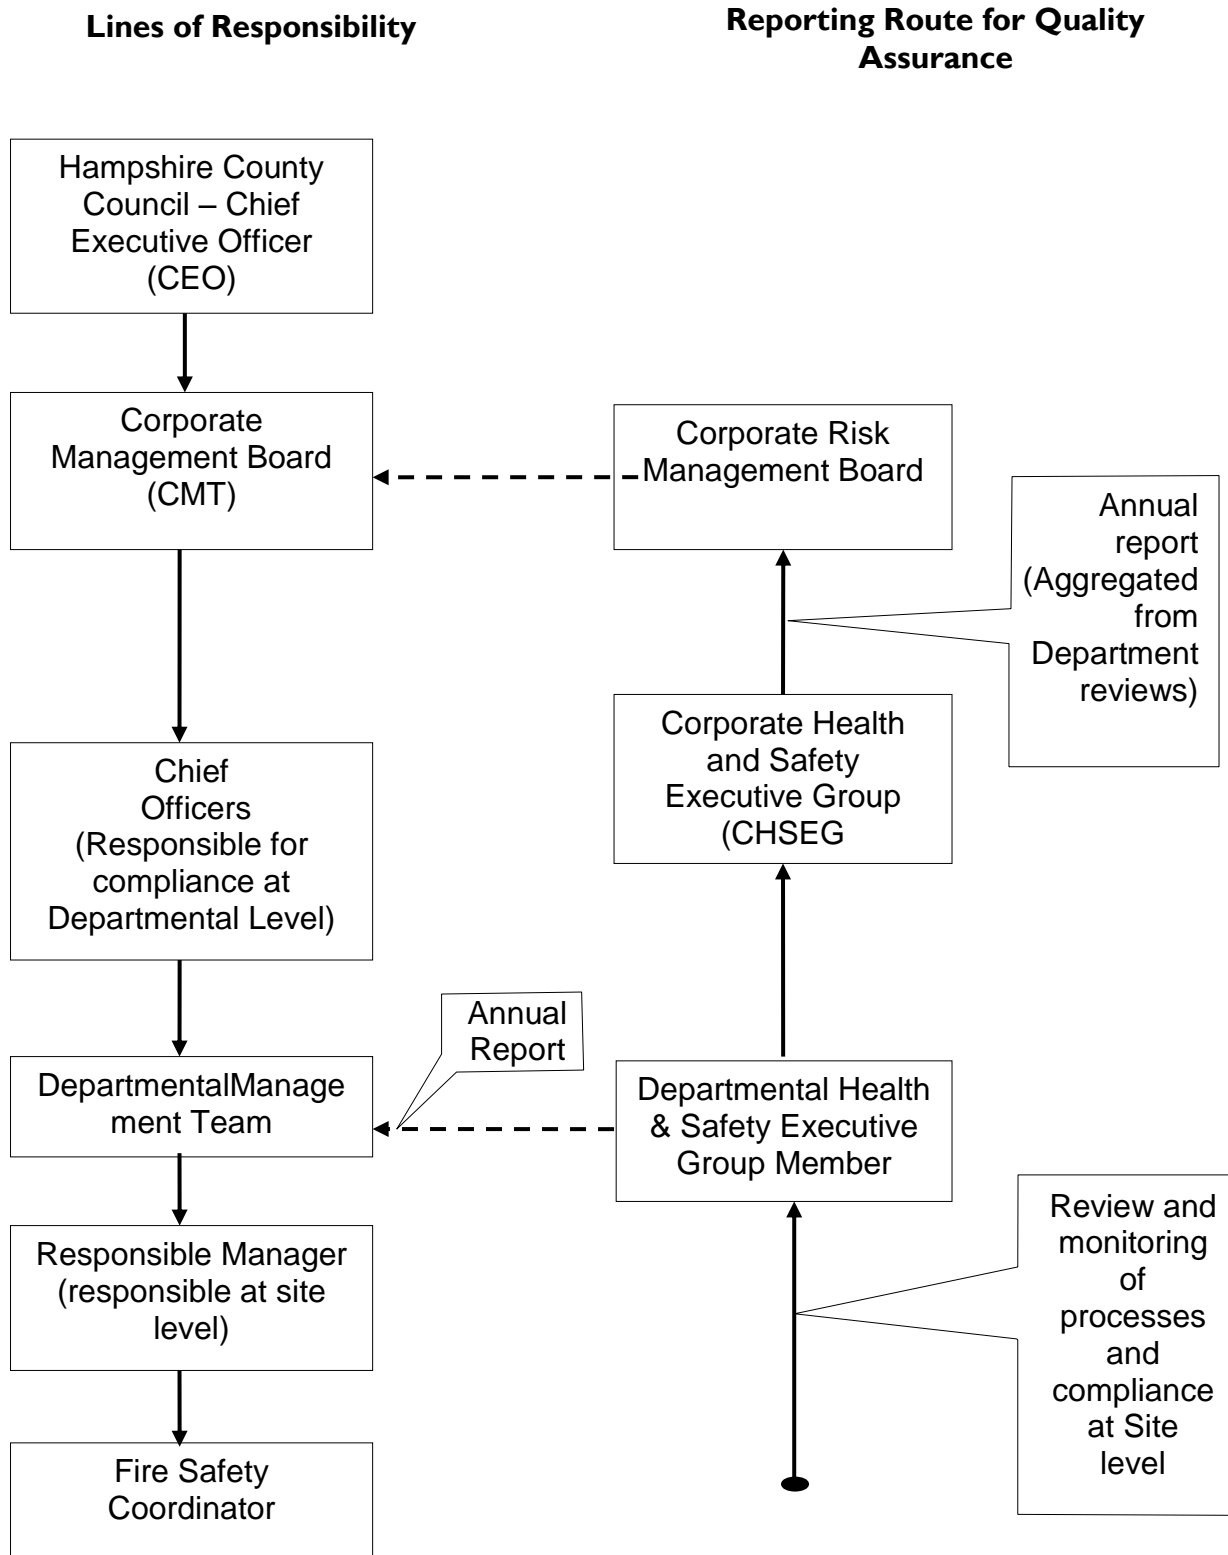 Lines of Responsibility
Reporting Route for Quality
Assurance
Hampshire County
Council – Chief
Executive Officer
(CEO)
Corporate
Management Board
(CMT)
Corporate Risk
Management Board
Annual
report
(Aggregated
from
Department
reviews)
Chief
Officers
(Responsible for
compliance at
Departmental Level)
Corporate Health
and Safety
Executive Group
(CHSEG
Annual
Report
DepartmentalManage
ment Team
Departmental Health
& Safety Executive
Group Member
Responsible Manager
(responsible at site
level)
Review and
monitoring
of
processes
and
compliance
at Site
level
Fire Safety
Coordinator